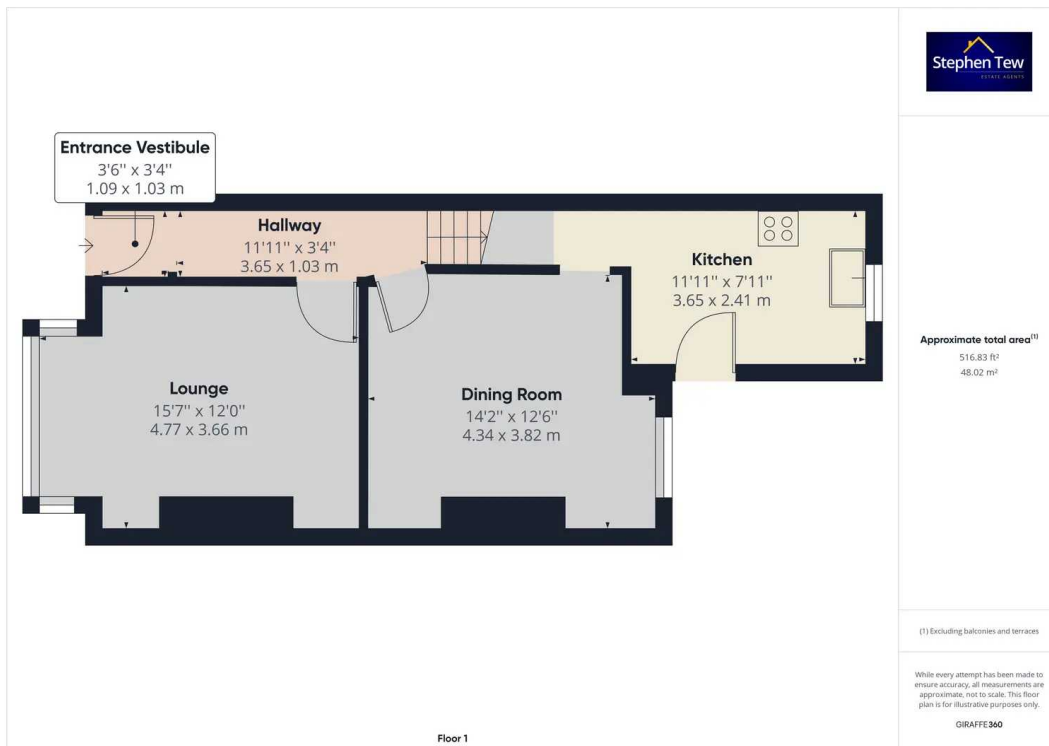 Entrance Vestibule
3'6'' x 3'4''
1.09 x 1.03 m
Hallway
11'11'' x 3'4''
3.65 x 1.03 m
Kitchen
11'11'' x 7'11''
3.65 x 2.41 m
Lounge
15'7'' x 12'0''
4.77 x 3.66 m
Dining Room
14'2'' x 12'6''
4.34 x 3.82 m
Floor 1
Stephen Tew
ESTATE AGENTS
Approximate total area(1)
516.83 ft²
48.02 m²
(1) Excluding balconies and terraces
While every attempt has been made to
ensure accuracy, all measurements are
approximate, not to scale. This floor
plan is for illustrative purposes only.
GIRAFFE360